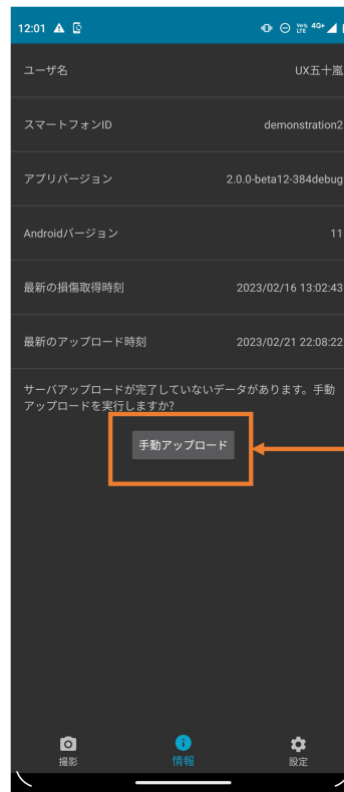 12:01
VoLTE 4G+
ユーザ名 UX五十嵐
スマートフォンID demonstration2
アプリバージョン 2.0.0-beta12-384debug
Androidバージョン 11
最新の損傷取得時刻 2023/02/16 13:02:43
最新のアップロード時刻 2023/02/21 22:08:22
サーバアップロードが完了していないデータがあります。手動
アップロードを実行しますか?
手動アップロード
撮影 情報 設定